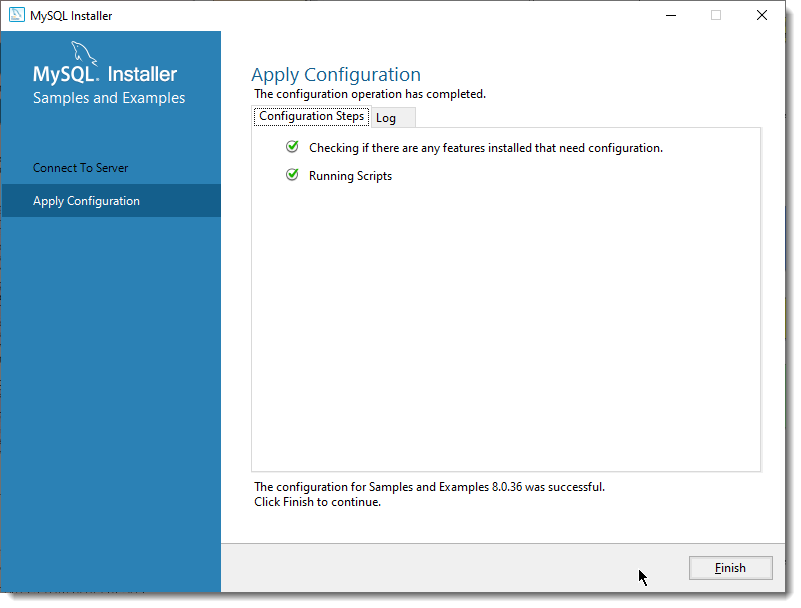 MySQL Installer
MySQL. Installer
Samples and Examples
Connect To Server
Apply Configuration
Apply Configuration
The configuration operation has completed.
Configuration Steps
Log
Checking if there are any features installed that need configuration.
Running Scripts
The configuration for Samples and Examples 8.0.36 was successful.
Click Finish to continue.
Finish